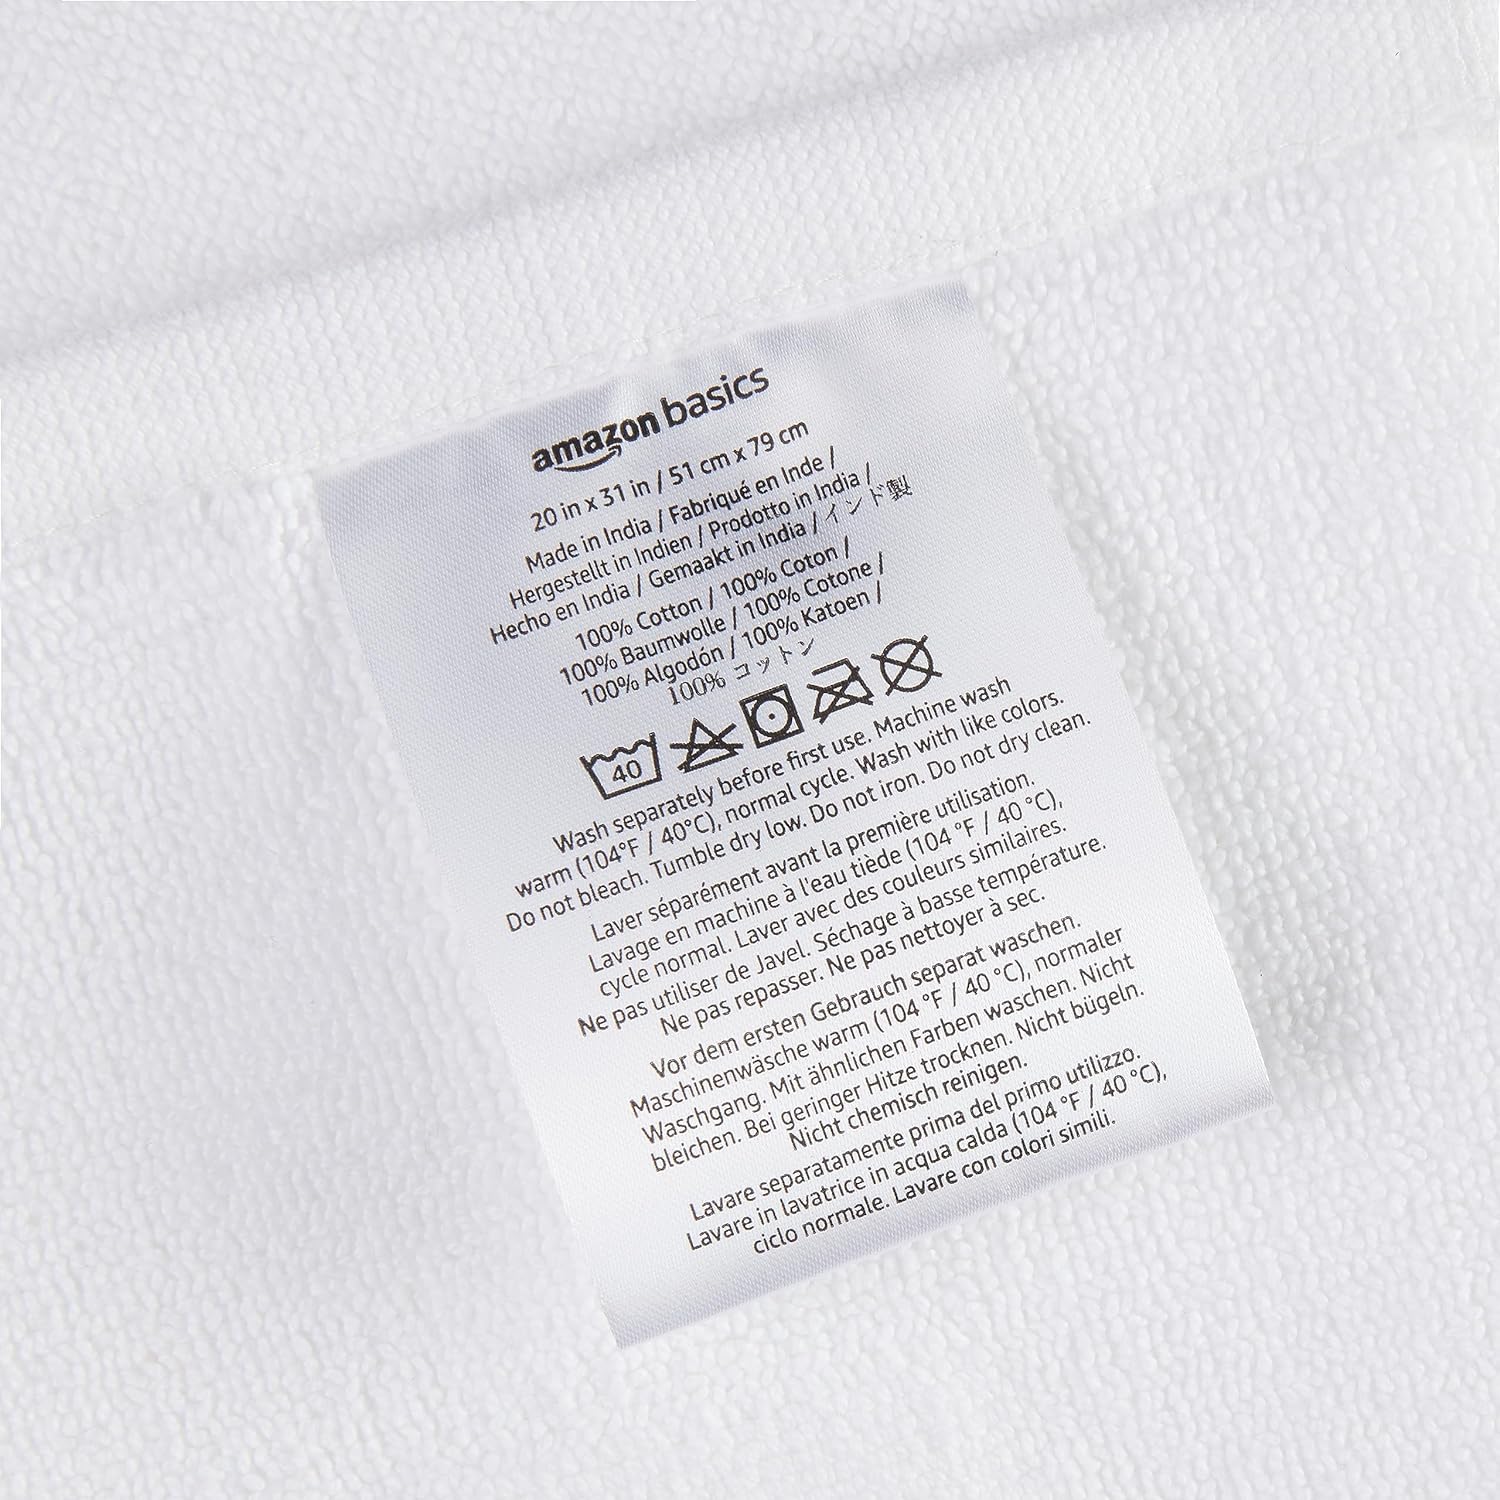 amazon basics
20 in x 31 in / 51 cm x 79 cm
Made in India / Fabriqué en Inde /
Hergestellt in Indien / Prodotto in India /
Hecho en India / Gemaakt in India / インド製
100% Cotton / 100% Coton /
100% Baumwolle / 100% Cotone /
100% Algodón / 100% Katoen /
100% コットン
40
Wash separately before first use. Machine wash
warm (104°F / 40°C), normal cycle. Wash with like colors.
Do not bleach. Tumble dry low. Do not iron. Do not dry clean.
Laver séparément avant la première utilisation.
Lavage en machine à l'eau tiède (104 °F / 40 °C),
cycle normal. Laver avec des couleurs similaires.
Ne pas utiliser de Javel. Séchage à basse température.
Ne pas repasser. Ne pas nettoyer à sec.
Vor dem ersten Gebrauch separat waschen.
Maschinenwäsche warm (104 °F / 40 °C), normaler
Waschgang. Mit ähnlichen Farben waschen. Nicht
bleichen. Bei geringer Hitze trocknen. Nicht bügeln.
Nicht chemisch reinigen.
Lavare separatamente prima del primo utilizzo.
Lavare in lavatrice in acqua calda (104 °F / 40 °C),
ciclo normale. Lavare con colori simili.